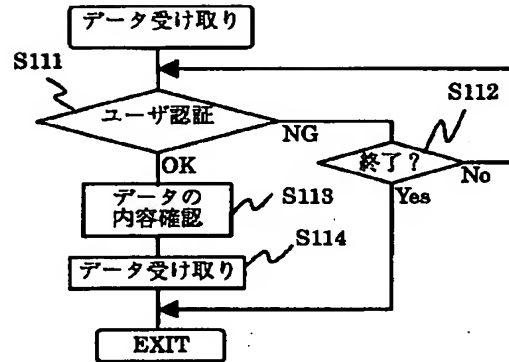 データ受け取り
S111
ユーザ認証
S112
NG
終了？
No
OK
Yes
データの
内容確認
S113
S114
データ受け取り
EXIT